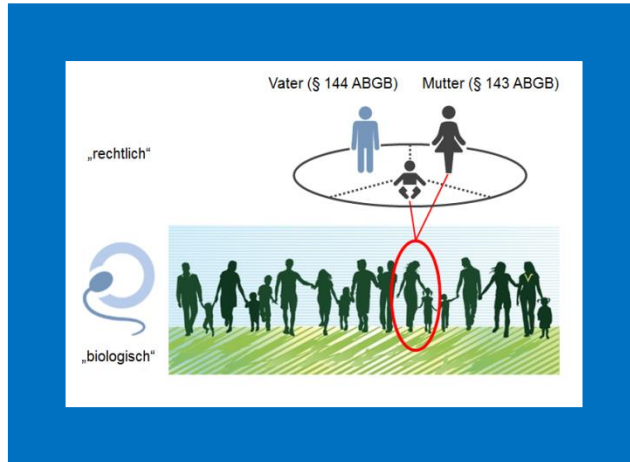 Vater (§ 144 ABGB) Mutter (§ 143 ABGB)
„rechtlich“
„biologisch“